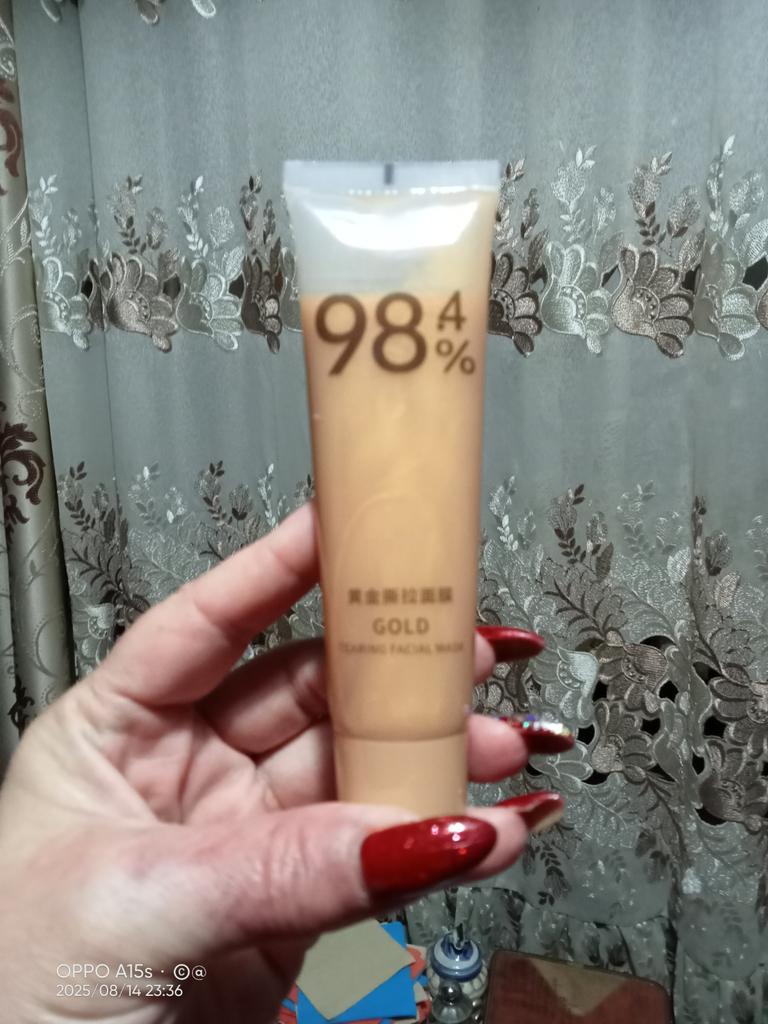 98.4%
黄金撕拉面膜
GOLD
TEARING FACIAL MASK
OPPO A15s · ©@
2025/08/14 23:36